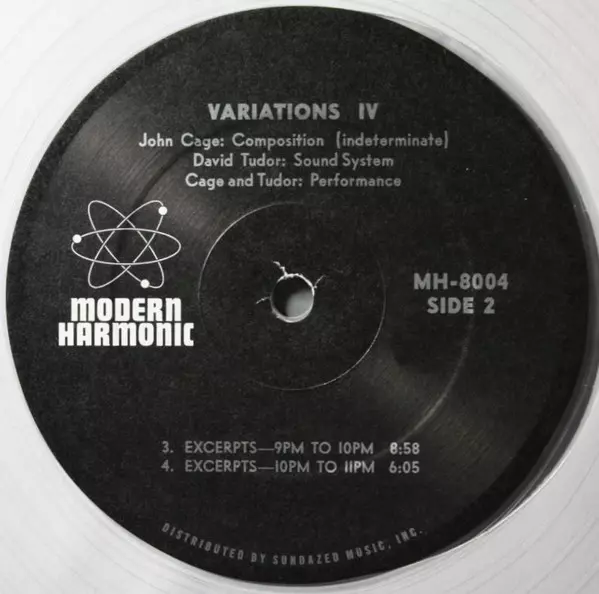 VARIATIONS IV
John Cage: Composition (indeterminate)
David Tudor: Sound System
Cage and Tudor: Performance
MODERN
HARMONIC
MH-8004
SIDE 2
3. EXCERPTS—9PM TO 10PM 8:58
4. EXCERPTS—10PM TO 11PM 6:05
DISTRIBUTED BY SUNDAZED MUSIC, INC.